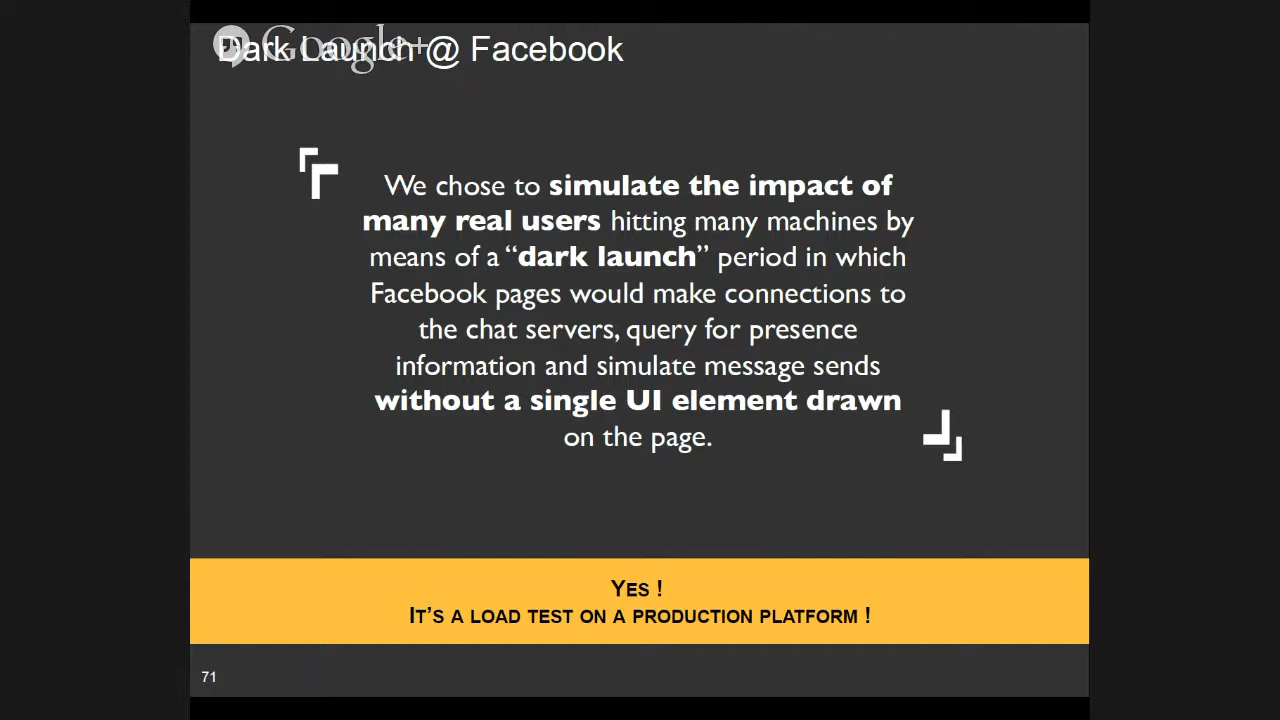 Google+
Dark Launch @ Facebook
We chose to simulate the impact of
many real users hitting many machines by
means of a “dark launch” period in which
Facebook pages would make connections to
the chat servers, query for presence
information and simulate message sends
without a single UI element drawn
on the page.
YES !
IT’S A LOAD TEST ON A PRODUCTION PLATFORM !
71